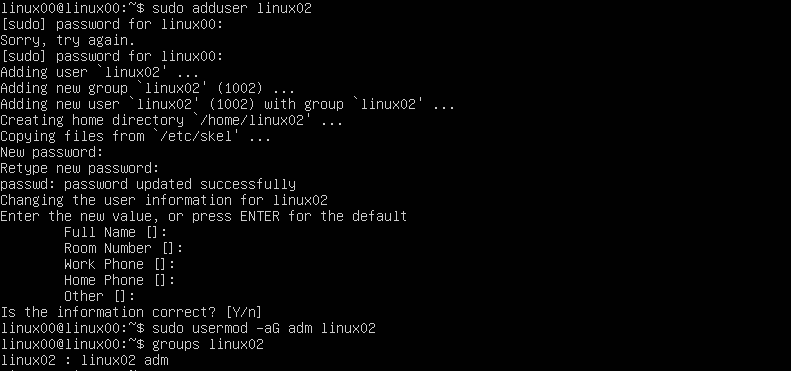 linux00@linux00:~$ sudo adduser linux02
[sudo] password for linux00:
Sorry, try again.
[sudo] password for linux00:
Adding user `linux02' ...
Adding new group `linux02' (1002) ...
Adding new user `linux02' (1002) with group `linux02' ...
Creating home directory `/home/linux02' ...
Copying files from `/etc/skel' ...
New password:
Retype new password:
passwd: password updated successfully
Changing the user information for linux02
Enter the new value, or press ENTER for the default
Full Name []:
Room Number []:
Work Phone []:
Home Phone []:
Other []:
Is the information correct? [Y/n]
linux00@linux00:~$ sudo usermod -aG adm linux02
linux00@linux00:~$ groups linux02
linux02 : linux02 adm